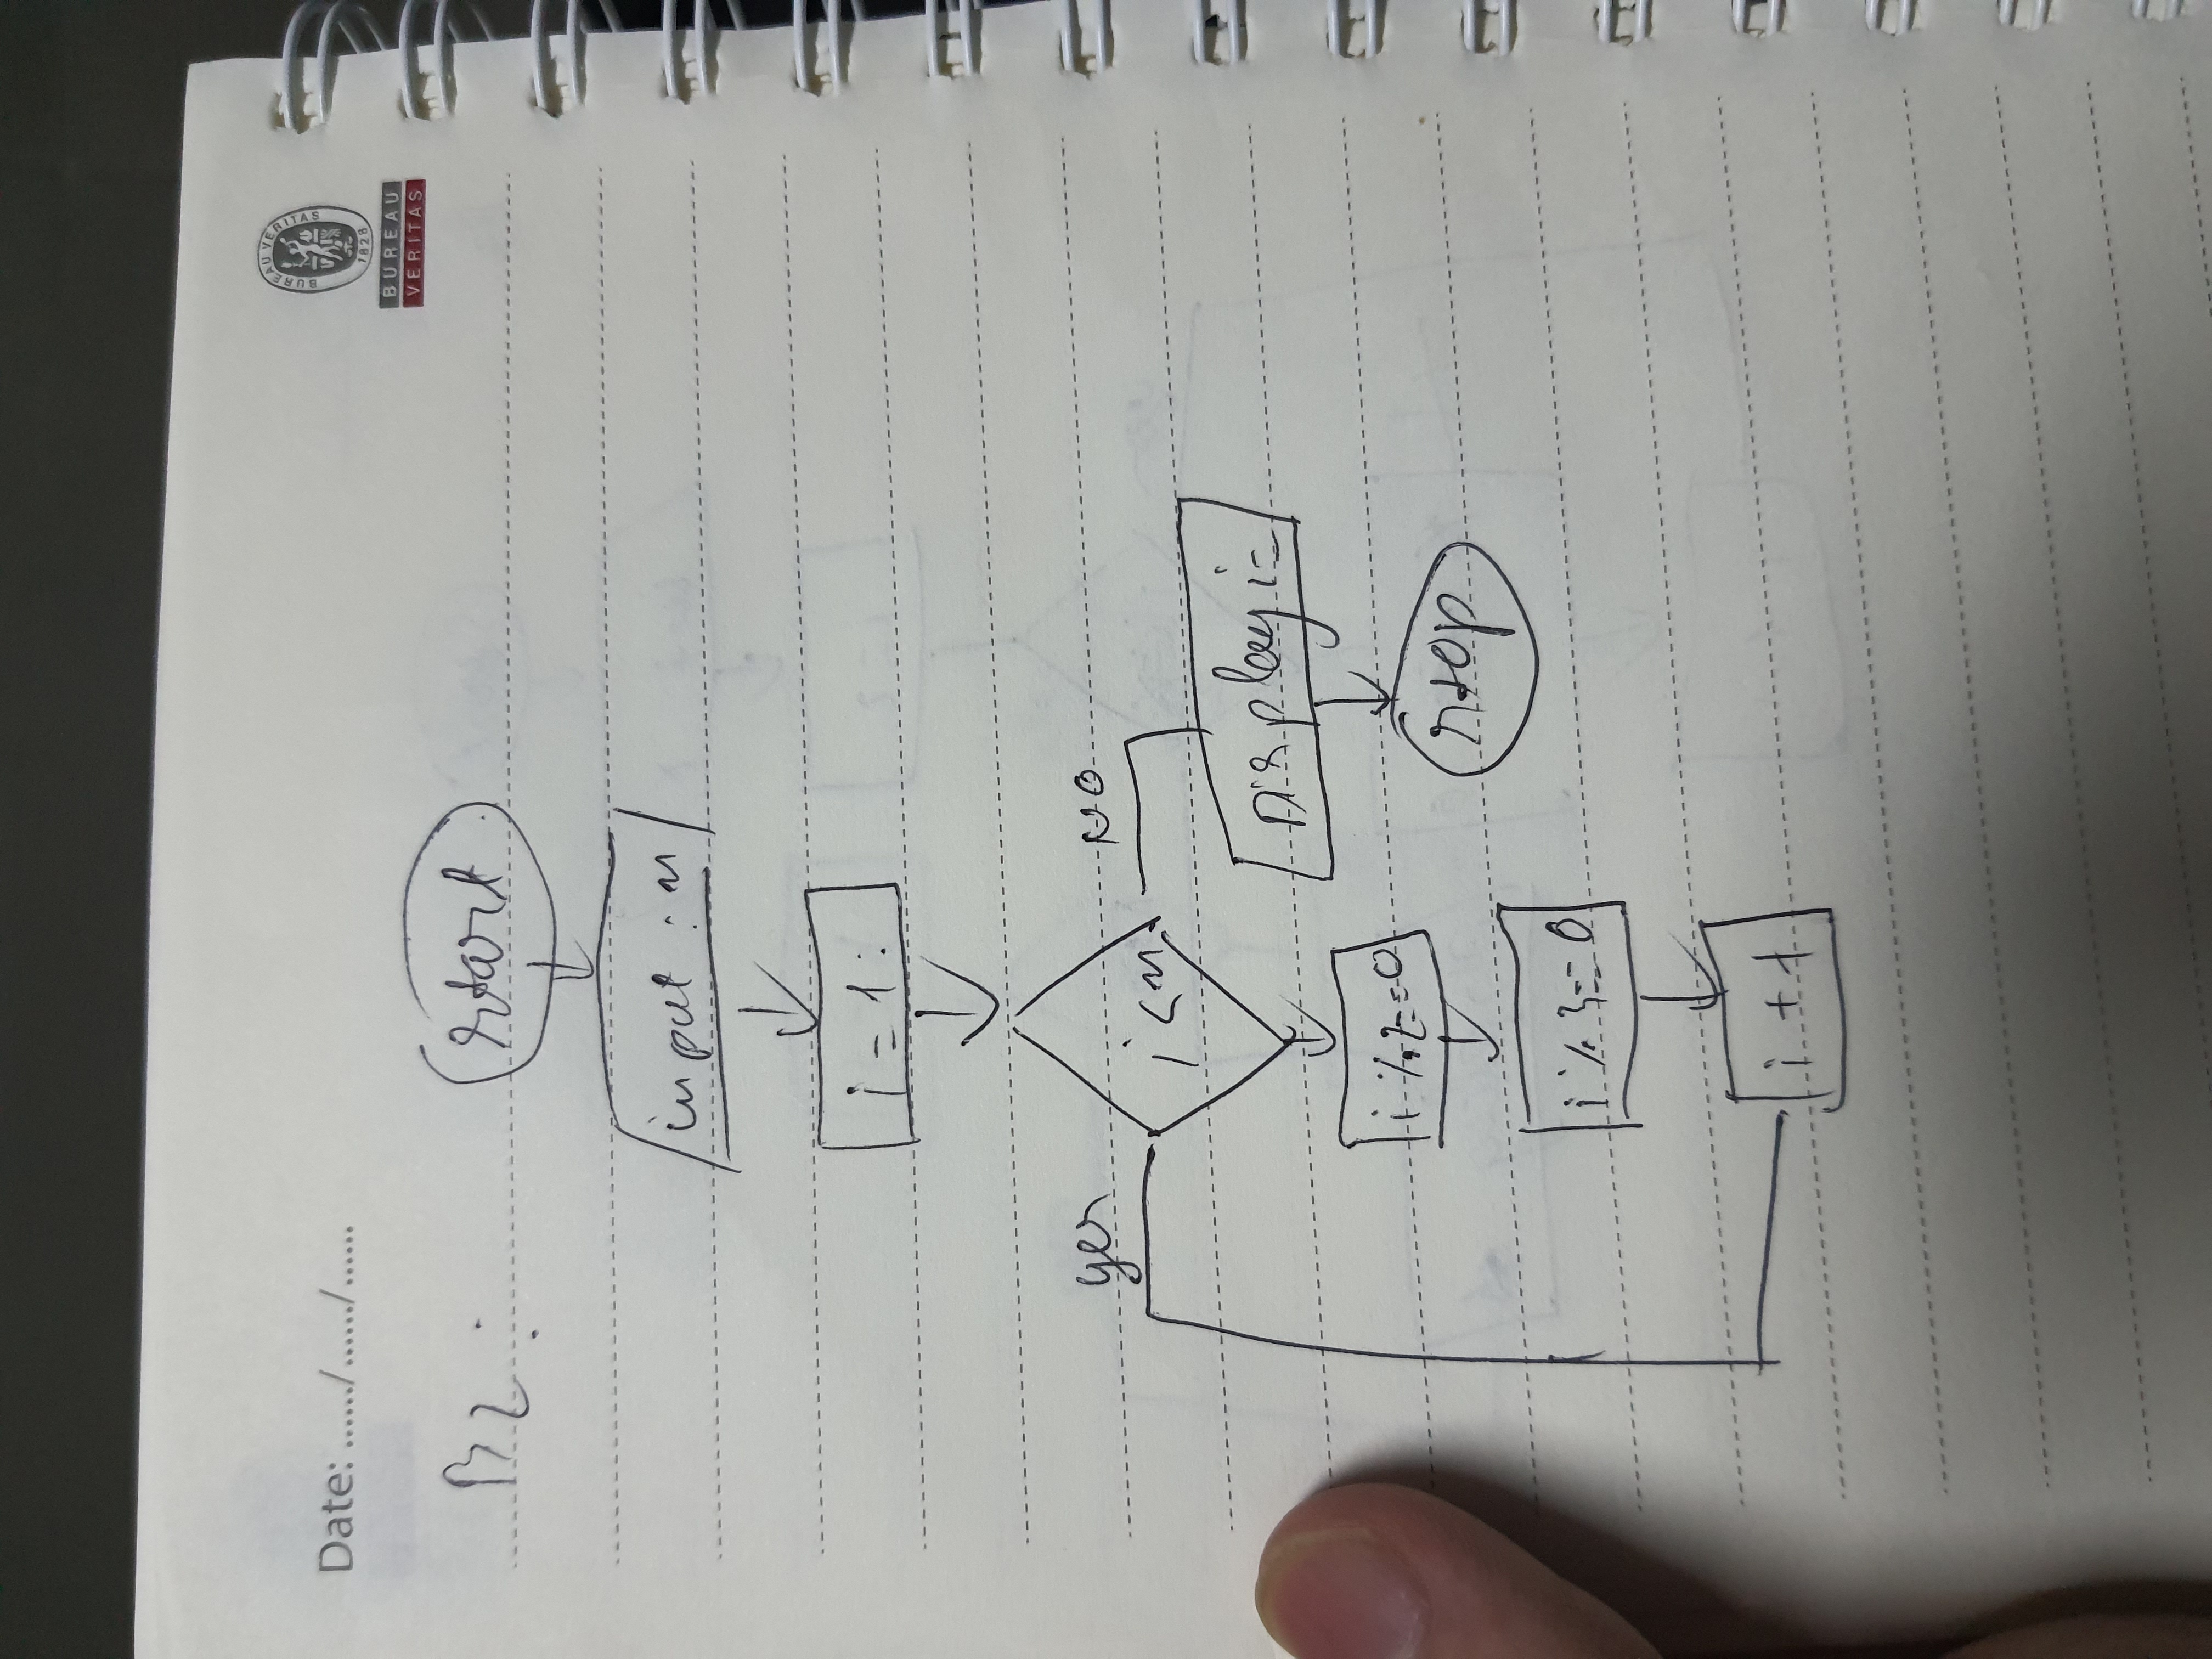 Date: ....../....../......
BUREAU VERITAS
1828
BUREAU
VERITAS
B2:
start
input : n
i = 1:
yes
NO
i < n
Display i=
i % 2 == 0
stop
i % 3 == 0
i + 1